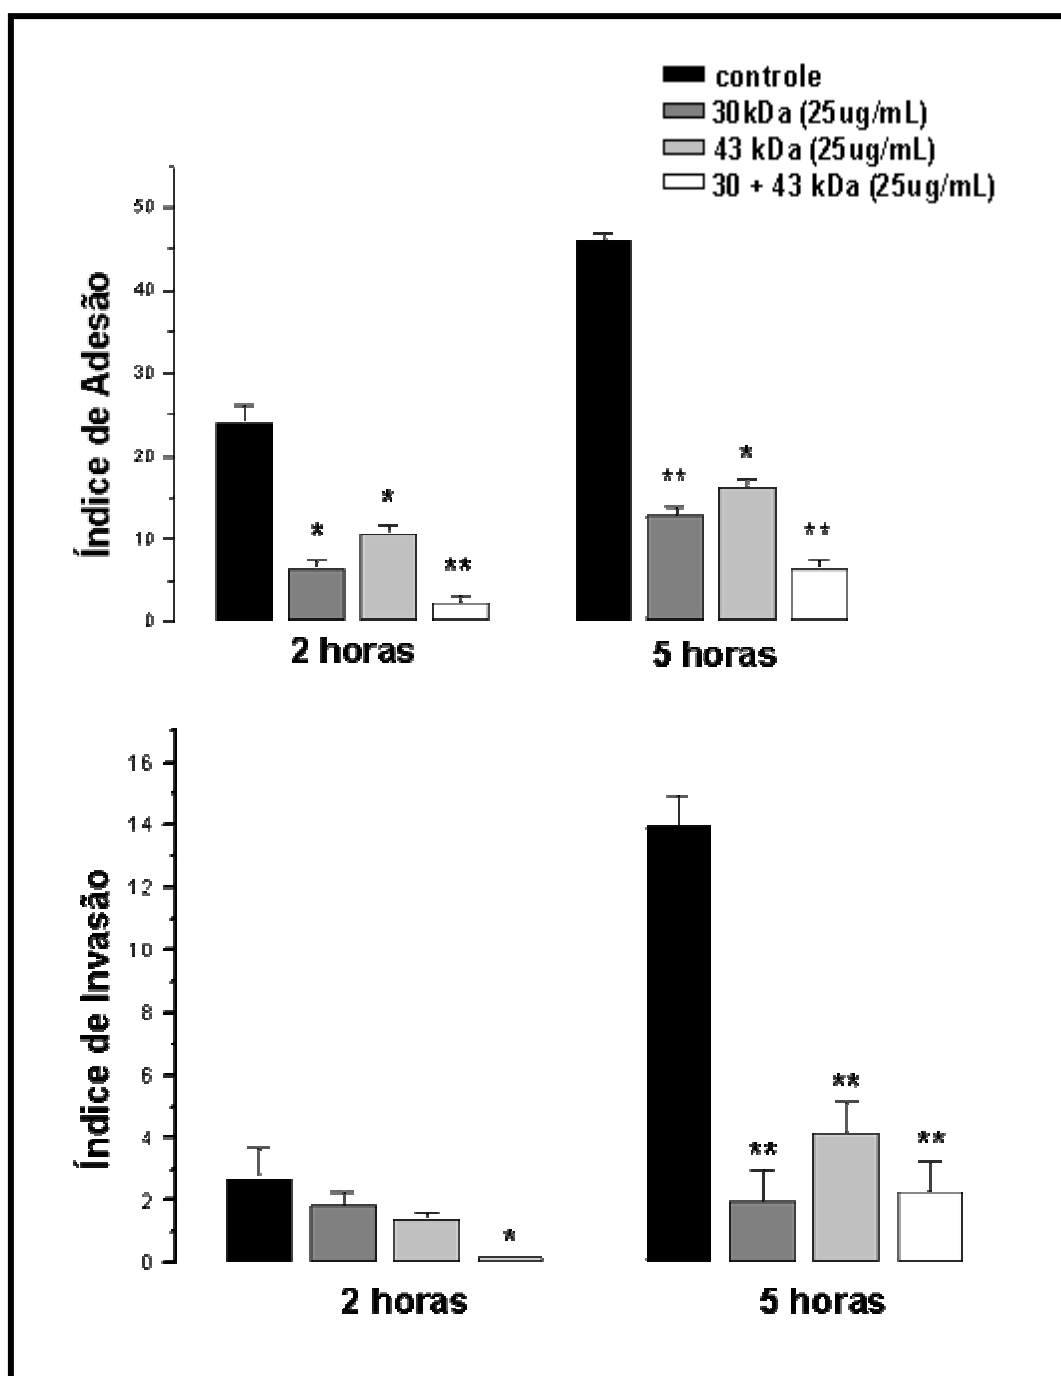 controle
30kDa (25ug/mL)
43 kDa (25ug/mL)
30 + 43 kDa (25ug/mL)
Índice de Adesão
50
40
30
20
10
0
*
*
**
**
*
**
2 horas
5 horas
Índice de Invasão
16
14
12
10
8
6
4
2
0
*
**
**
**
2 horas
5 horas